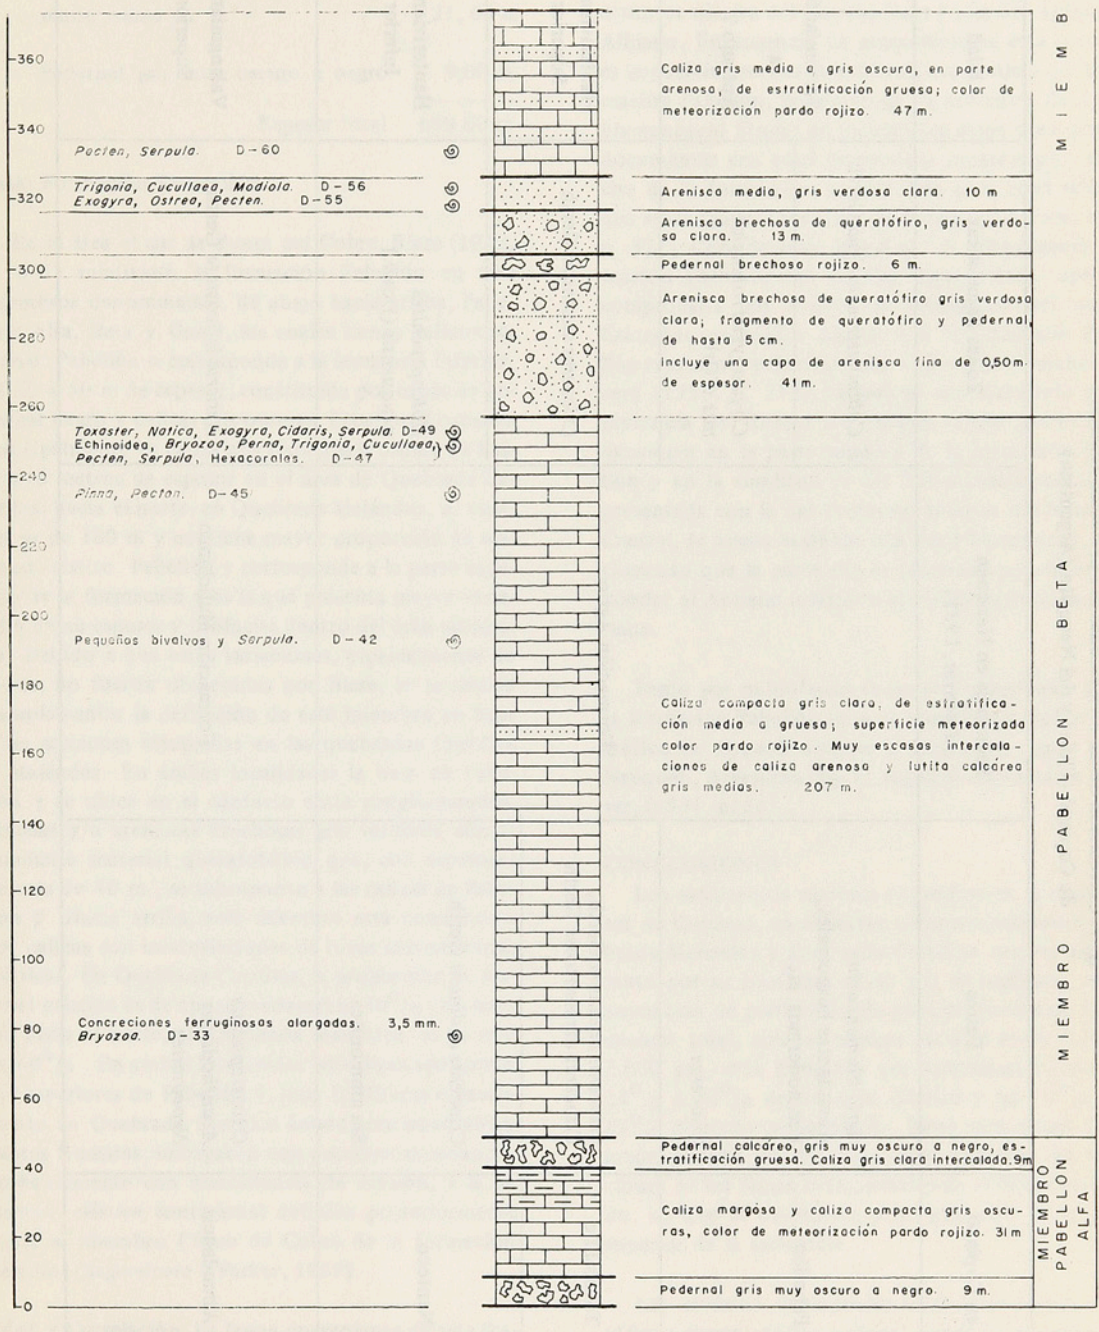 360
340
320
300
280
260
240
220
200
180
160
140
120
100
80
60
40
20
0
Pecten, Serpula. D-60
Trigonia, Cucullaea, Modiola. D-56
Exogyra, Ostrea, Pecten. D-55
Toxaster, Natica, Exogyra, Cidaris, Serpula. D-49
Echinoidea, Bryozoa, Perna, Trigonia, Cucullaea,
Pecten, Serpula, Hexacorales. D-47
Pinna, Pecten. D-45
Pequeños bivalvos y Serpula. D-42
Concreciones ferruginosas alargadas. 3,5 mm.
Bryozoa. D-33
Caliza gris media a gris oscura, en parte
arenosa, de estratificación gruesa; color de
meteorización pardo rojizo. 47 m.
Arenisca media, gris verdosa clara. 10 m
Arenisca brechosa de queratófiro, gris verdo-
sa clara. 13 m.
Pedernal brechoso rojizo. 6 m.
Arenisca brechosa de queratófiro gris verdosa
clara; fragmento de queratófiro y pedernal,
de hasta 5 cm.
Incluye una capa de arenisca fina de 0,50m
de espesor. 41 m.
Caliza compacta gris clara, de estratifica-
ción media a gruesa; superficie meteorizada
color pardo rojizo. Muy escasas intercala-
ciones de caliza arenosa y lutita calcárea
gris medias. 207 m.
Pedernal calcáreo, gris muy oscuro a negro, es-
tratificación gruesa. Caliza gris clara intercalada. 9m
Caliza margosa y caliza compacta gris oscu-
ras, color de meteorización pardo rojizo. 31 m
Pedernal gris muy oscuro a negro. 9 m.
MIEMB
MIEMBRO PABELLON BETA
MIEMBRO
PABELLON
ALFA